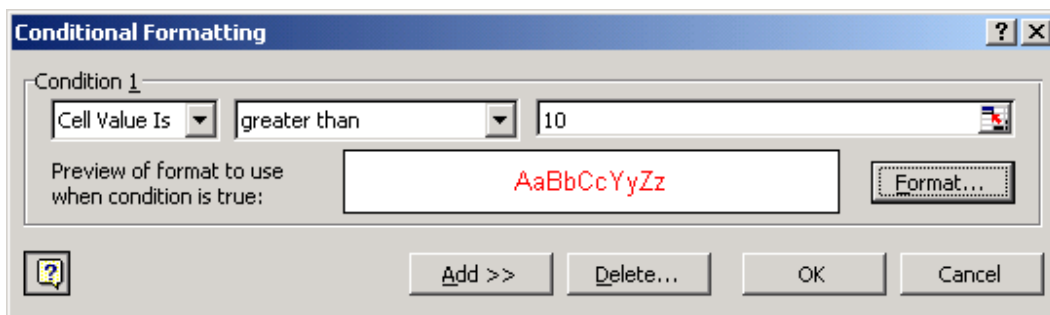 Conditional Formatting
Condition 1
Cell Value Is greater than 10
Preview of format to use
when condition is true:
AaBbCcYyZz
Format...
Add >> Delete... OK Cancel